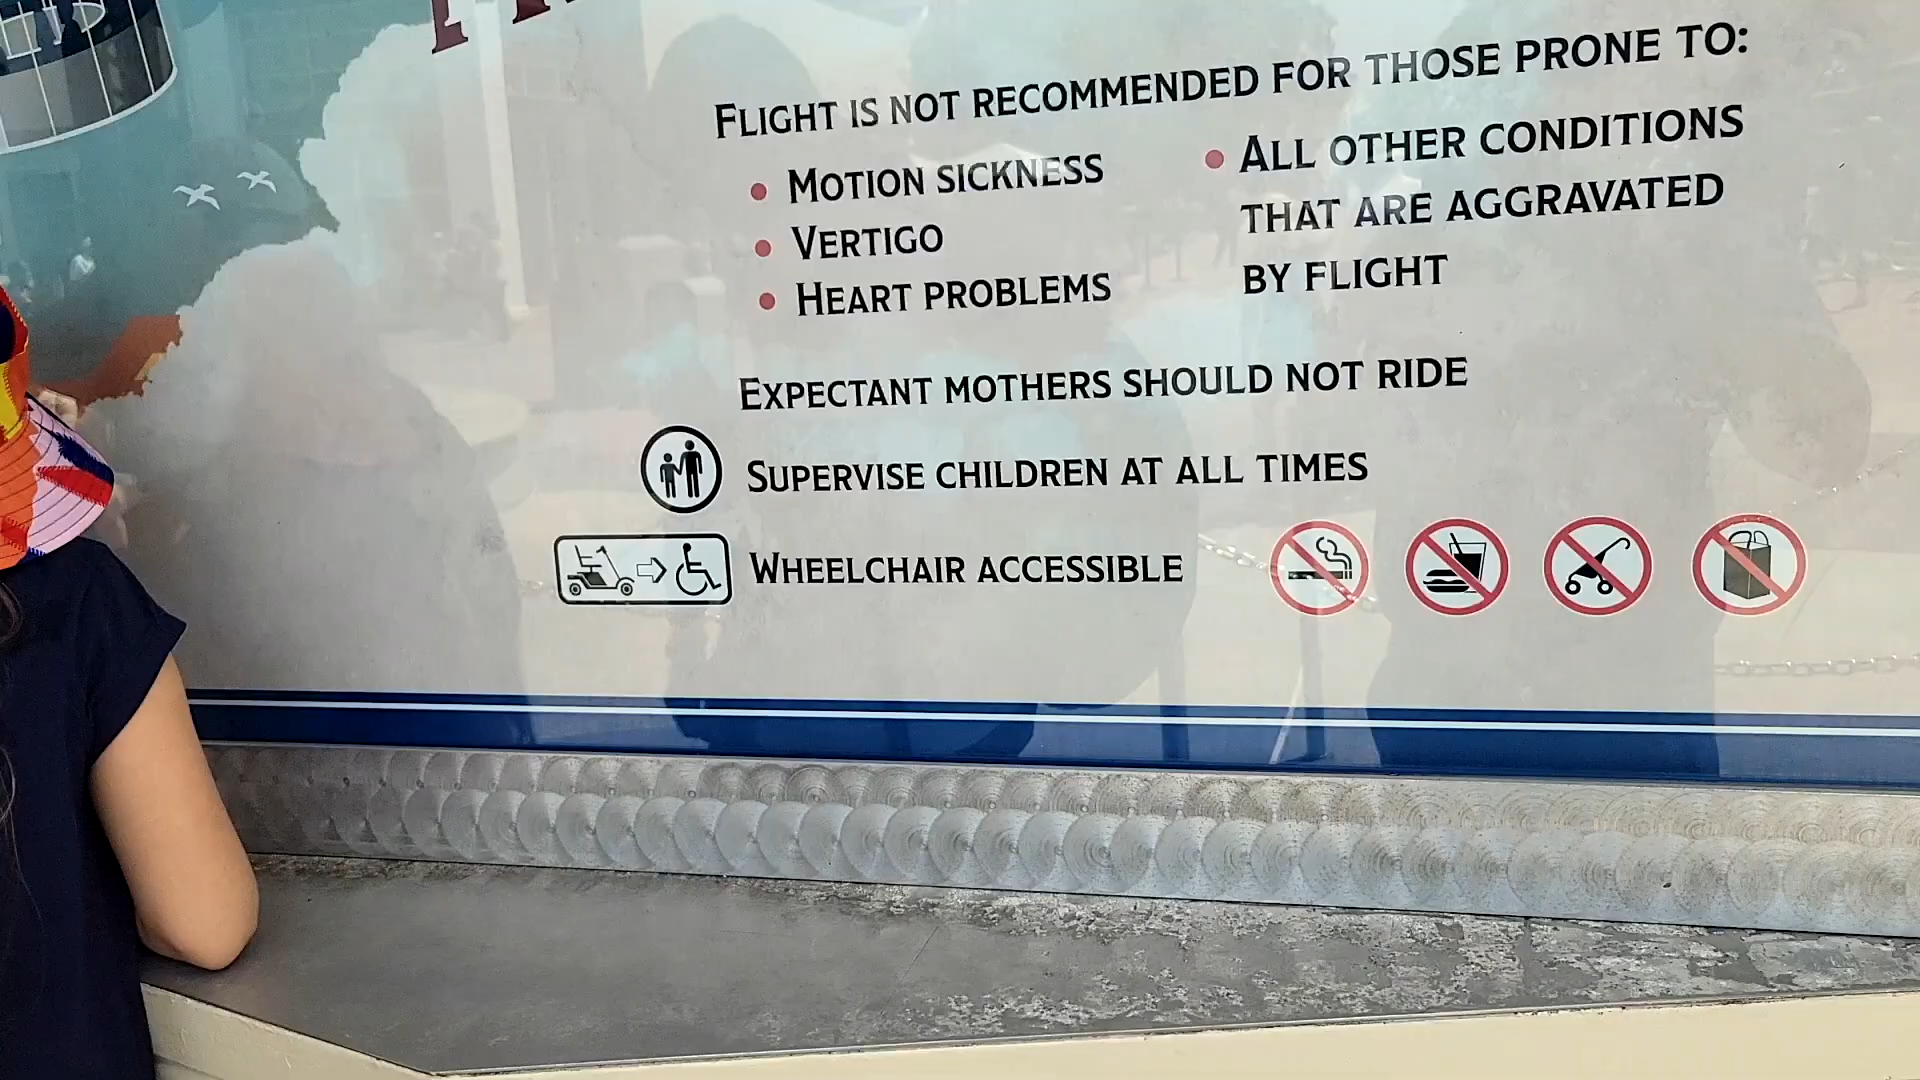 FLIGHT IS NOT RECOMMENDED FOR THOSE PRONE TO:
• MOTION SICKNESS
• VERTIGO
• HEART PROBLEMS
• ALL OTHER CONDITIONS
THAT ARE AGGRAVATED
BY FLIGHT
EXPECTANT MOTHERS SHOULD NOT RIDE
SUPERVISE CHILDREN AT ALL TIMES
WHEELCHAIR ACCESSIBLE